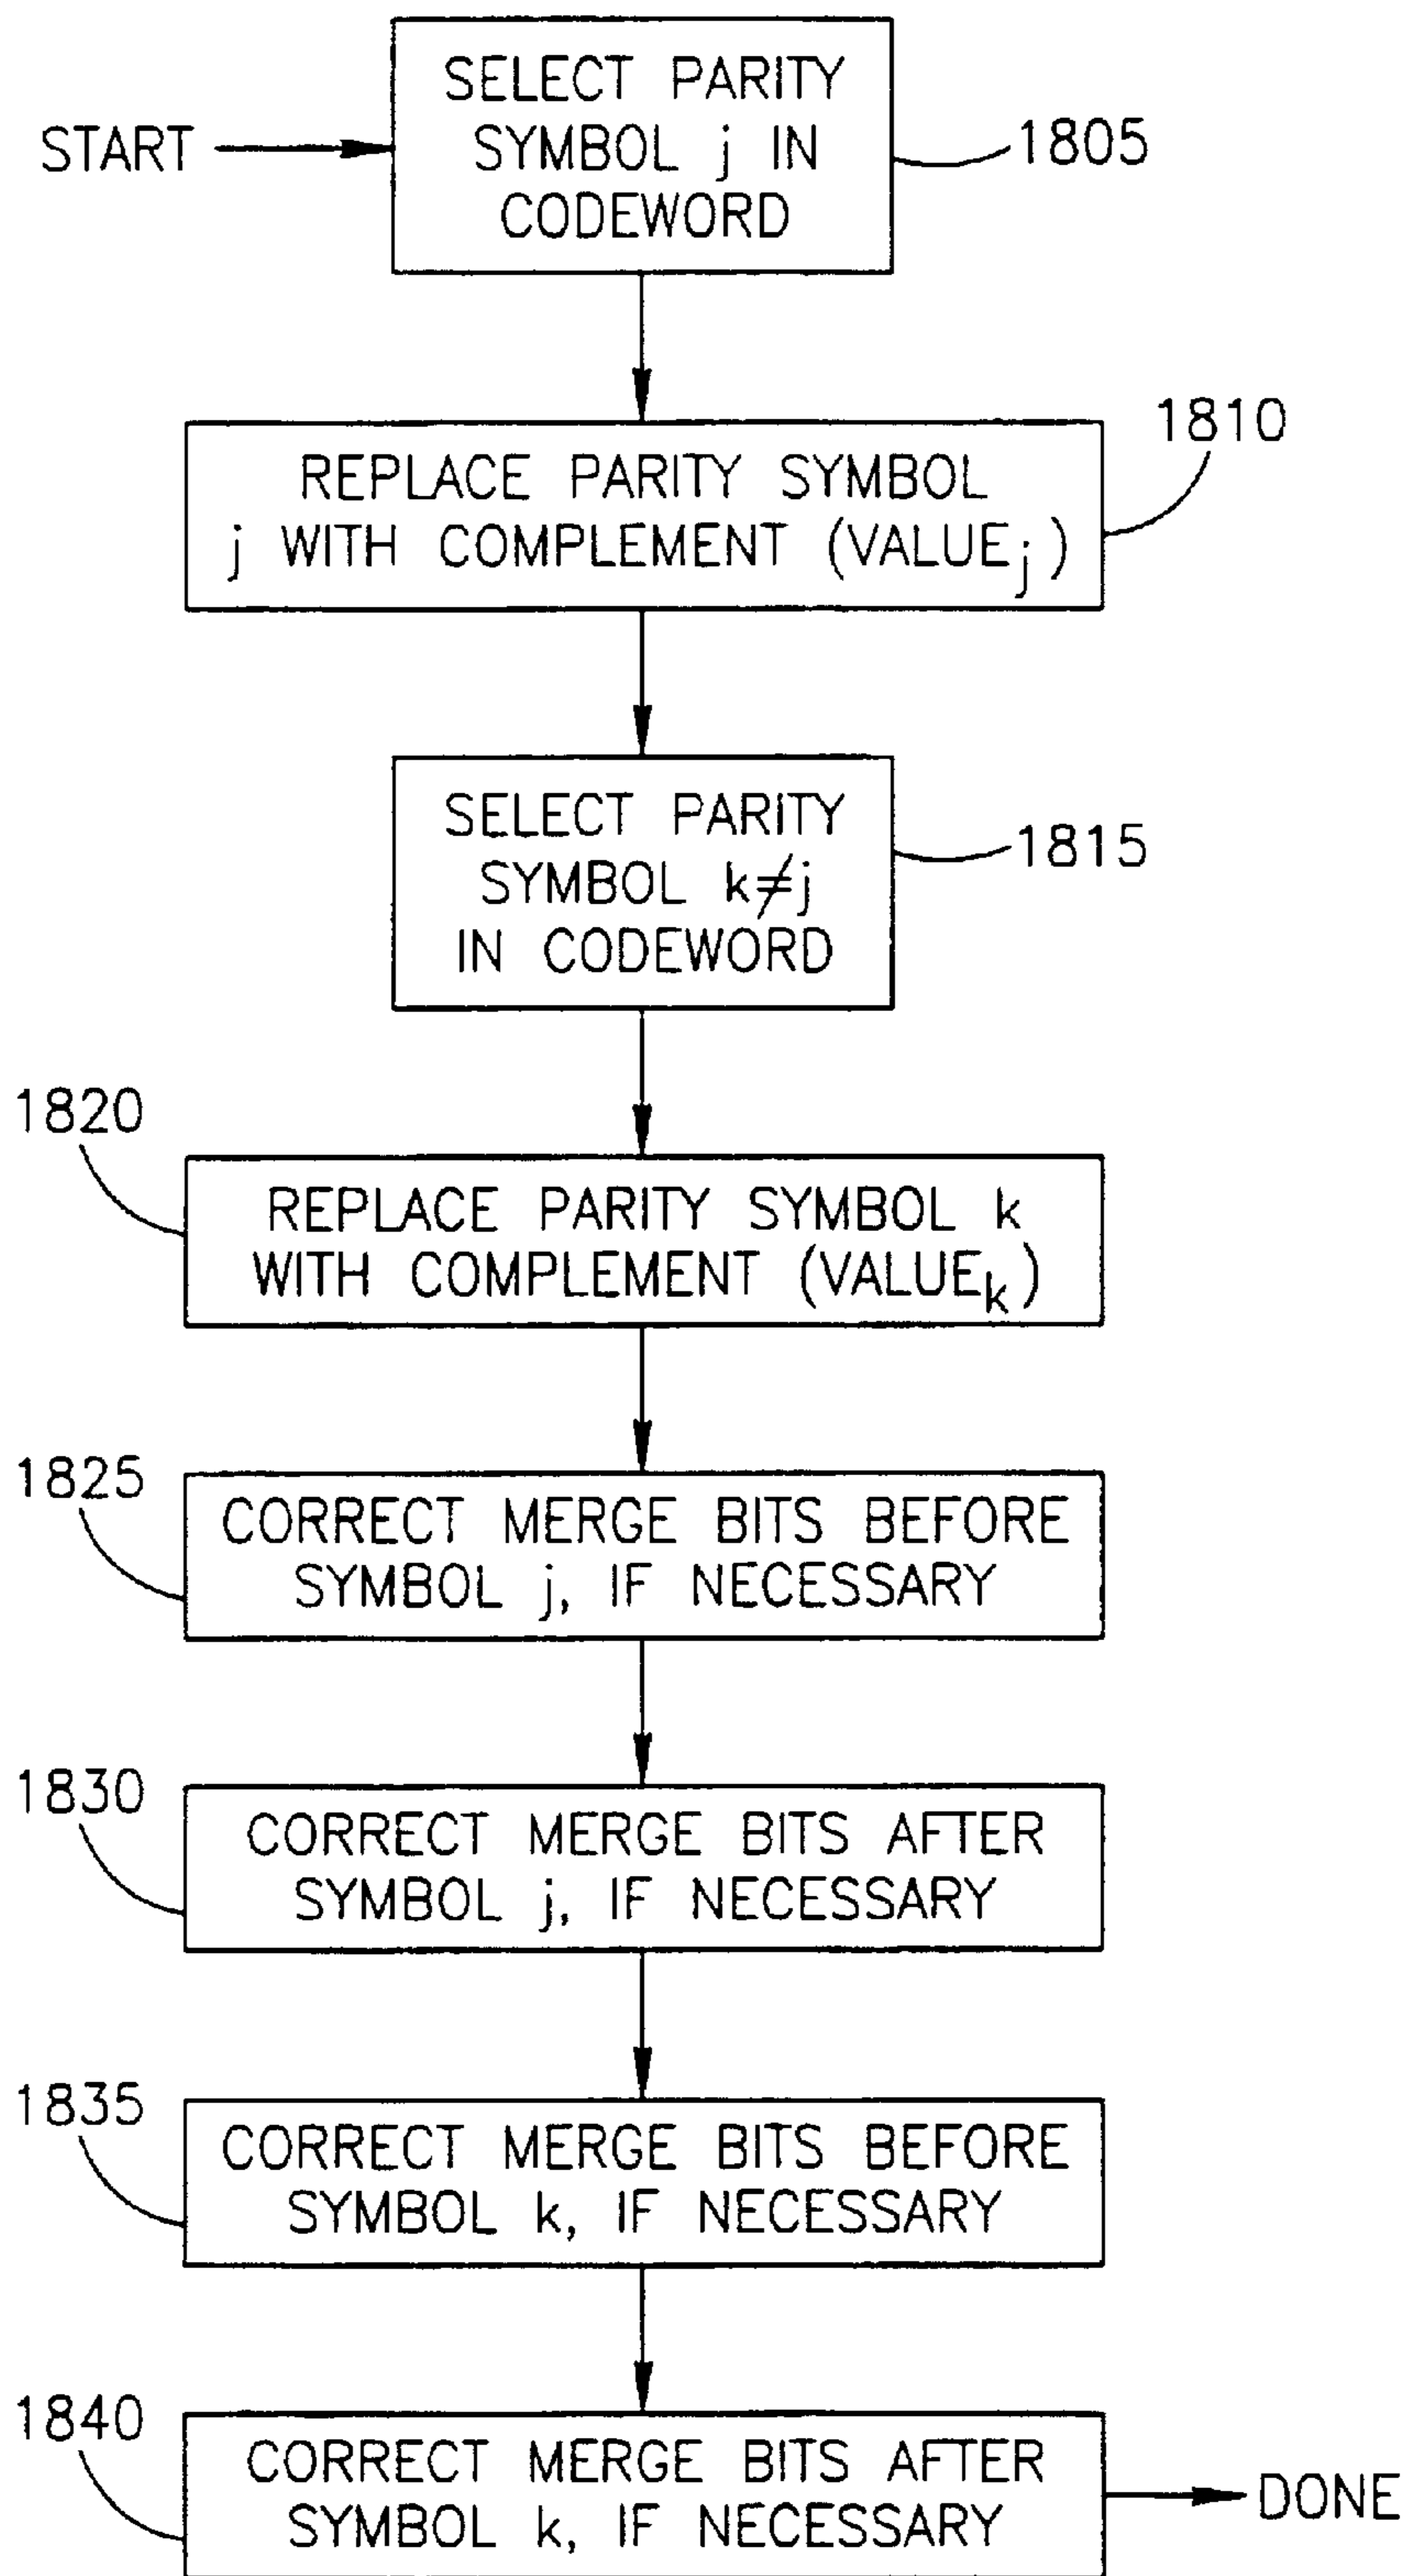 START
SELECT PARITY
SYMBOL j IN
CODEWORD
1805
1810
REPLACE PARITY SYMBOL
j WITH COMPLEMENT (VALUEj)
SELECT PARITY
SYMBOL k≠j
IN CODEWORD
1815
1820
REPLACE PARITY SYMBOL k
WITH COMPLEMENT (VALUEk)
1825
CORRECT MERGE BITS BEFORE
SYMBOL j, IF NECESSARY
1830
CORRECT MERGE BITS AFTER
SYMBOL j, IF NECESSARY
1835
CORRECT MERGE BITS BEFORE
SYMBOL k, IF NECESSARY
1840
CORRECT MERGE BITS AFTER
SYMBOL k, IF NECESSARY
DONE